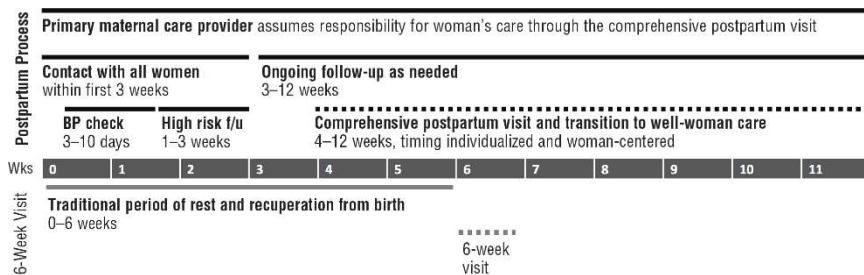 Postpartum Process
Primary maternal care provider assumes responsibility for woman's care through the comprehensive postpartum visit
Contact with all women
within first 3 weeks
Ongoing follow-up as needed
3–12 weeks
BP check
3–10 days
High risk f/u
1–3 weeks
Comprehensive postpartum visit and transition to well-woman care
4–12 weeks, timing individualized and woman-centered
Wks 0 1 2 3 4 5 6 7 8 9 10 11
6-Week Visit
Traditional period of rest and recuperation from birth
0–6 weeks
6-week
visit